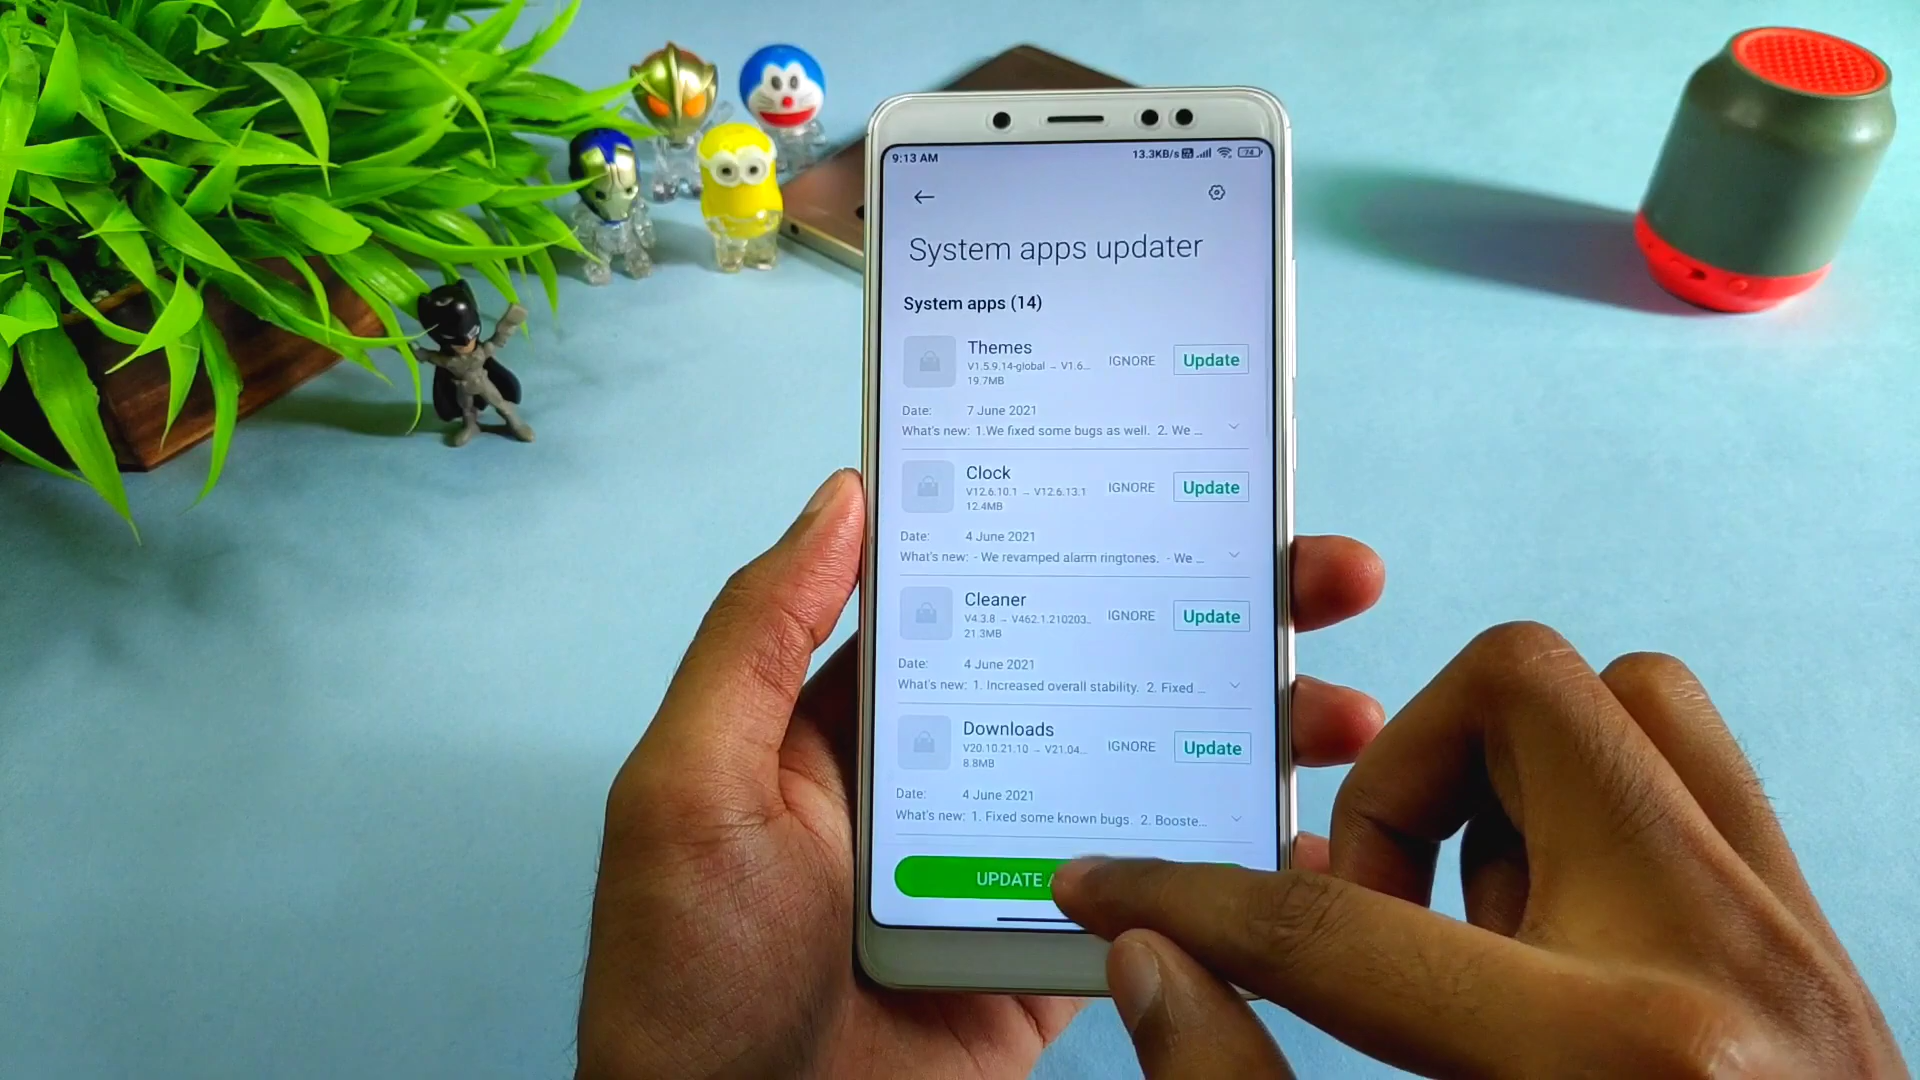 9:13 AM 13.3KB/s 74
System apps updater
System apps (14)
Themes
V1.5.9.14-global → V1.6...
19.7MB
IGNORE Update
Date: 7 June 2021
What's new: 1.We fixed some bugs as well. 2. We ...
Clock
V12.6.10.1 → V12.6.13.1
12.4MB
IGNORE Update
Date: 4 June 2021
What's new: - We revamped alarm ringtones. - We ...
Cleaner
V4.3.8 → V462.1.210203...
21.3MB
IGNORE Update
Date: 4 June 2021
What's new: 1. Increased overall stability. 2. Fixed ...
Downloads
V20.10.21.10 → V21.04...
8.8MB
IGNORE Update
Date: 4 June 2021
What's new: 1. Fixed some known bugs. 2. Booste...
UPDATE